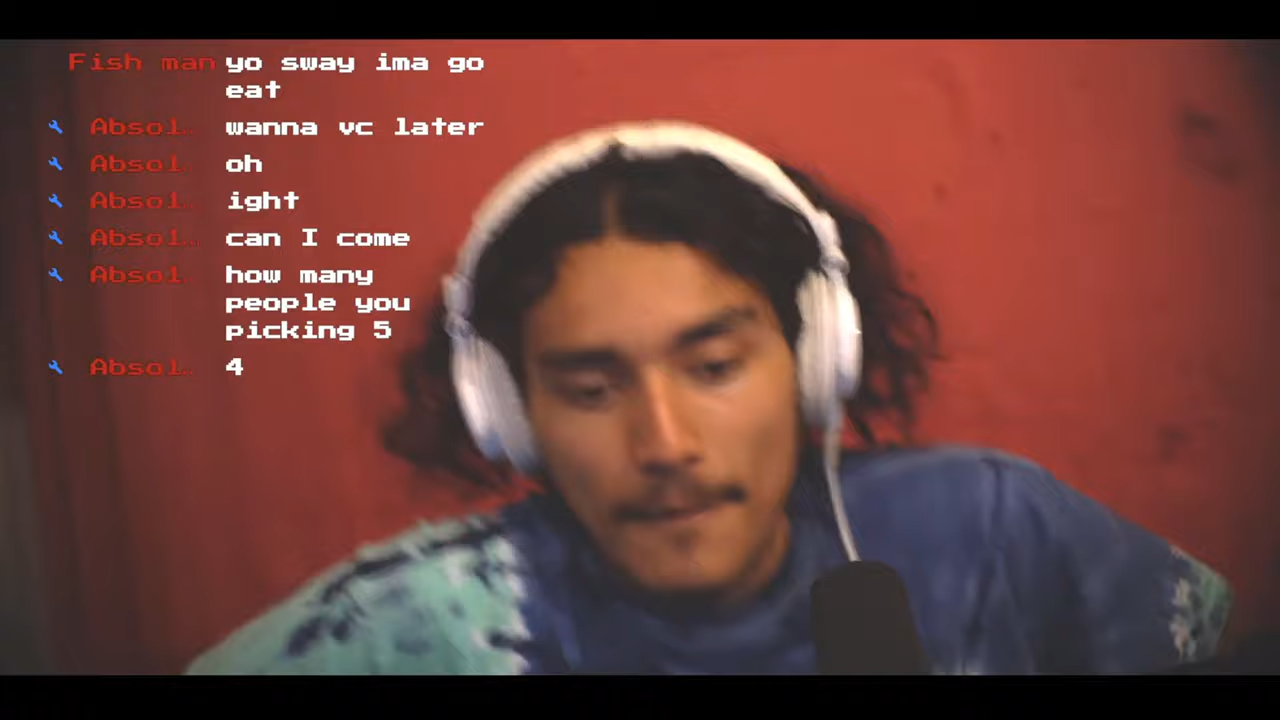 Fish man yo sway ima go
eat
Absol… wanna vc later
Absol… oh
Absol… ight
Absol… can I come
Absol… how many
people you
picking 5
Absol… 4